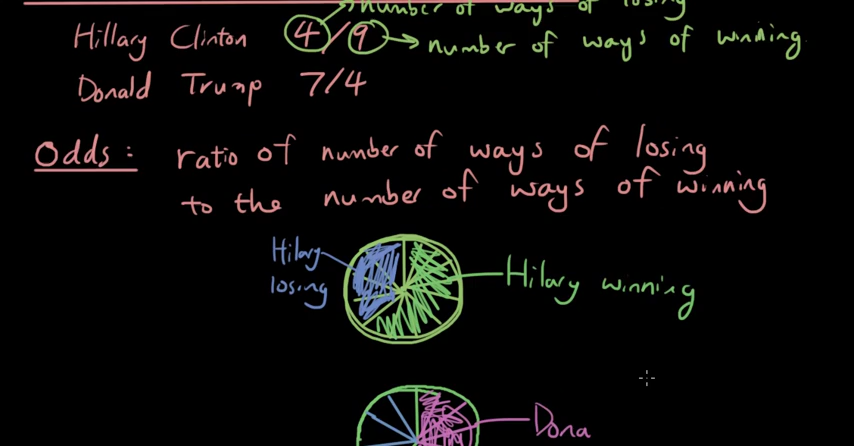 number of ways of losing
Hillary Clinton 4/9 number of ways of winning
Donald Trump 7/4
Odds: ratio of number of ways of losing
to the number of ways of winning
Hilary
losing
Hilary winning
Dona